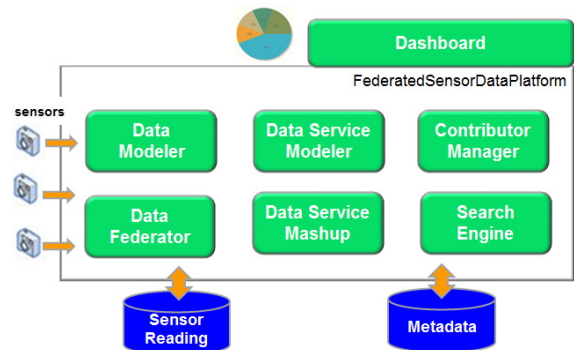 Dashboard
FederatedSensorDataPlatform
sensors
Data
Modeler
Data Service
Modeler
Contributor
Manager
Data
Federator
Data Service
Mashup
Search
Engine
Sensor
Reading
Metadata